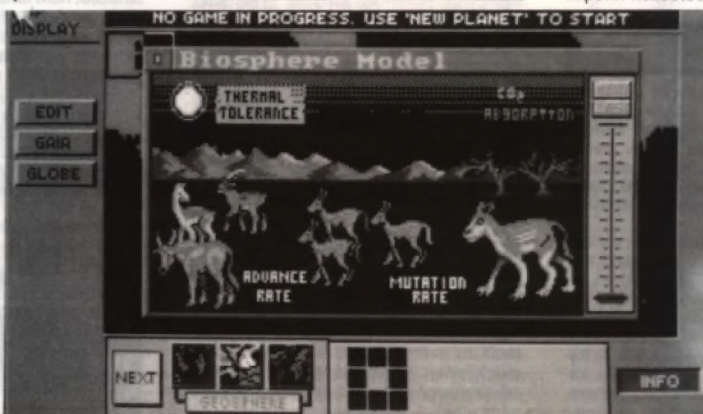 NO GAME IN PROGRESS. USE 'NEW PLANET' TO START
DISPLAY
Biosphere Model
THERMAL
TOLERANCE
CO2
ABSORPTION
EDIT
GAIA
GLOBE
ADVANCE
RATE
MUTATION
RATE
NEXT
GEOSPHERE
INFO